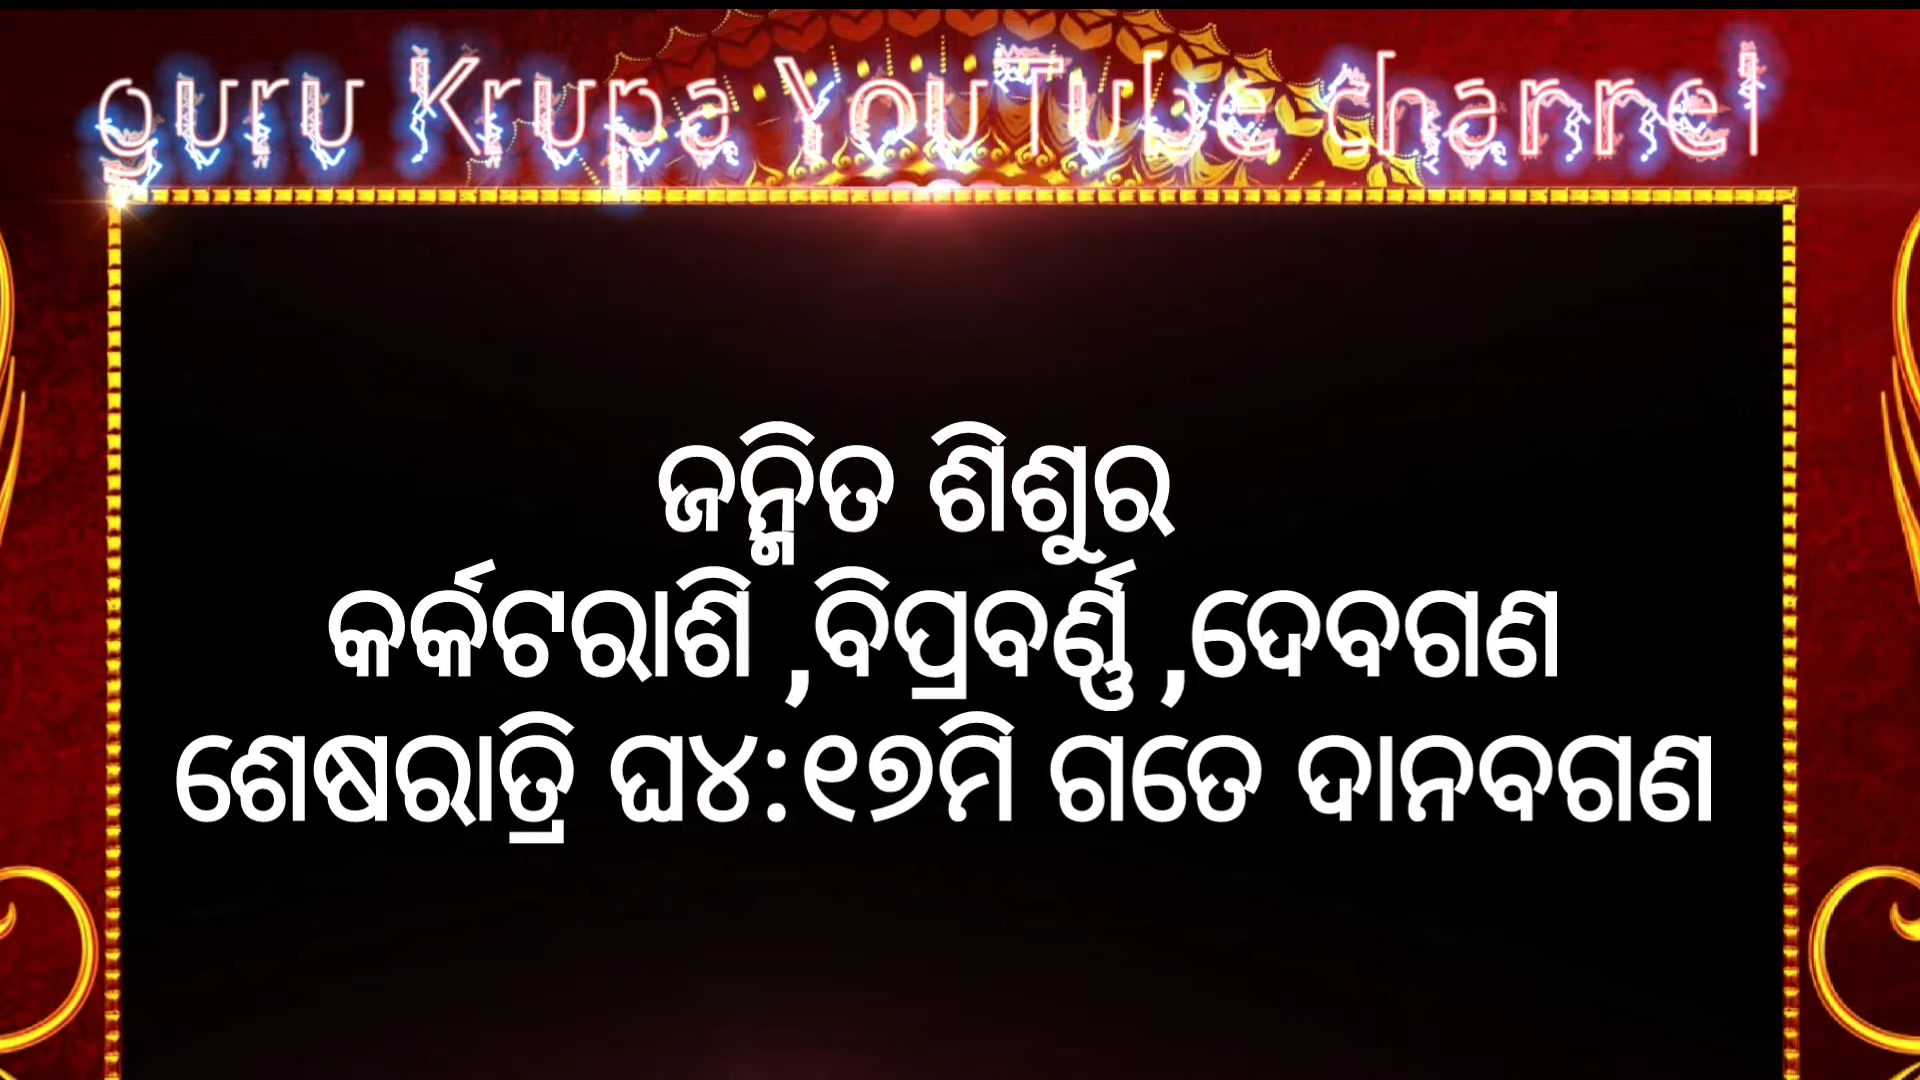 guru Krupa YouTube channel
ଜନ୍ମିତ ଶିଶୁର
କର୍କଟରାଶି ,ବିପ୍ରବର୍ଣ୍ଣ ,ଦେବଗଣ
ଶେଷରାତ୍ରି ଘ୪:୧୭ମି ଗତେ ଦାନବଗଣ